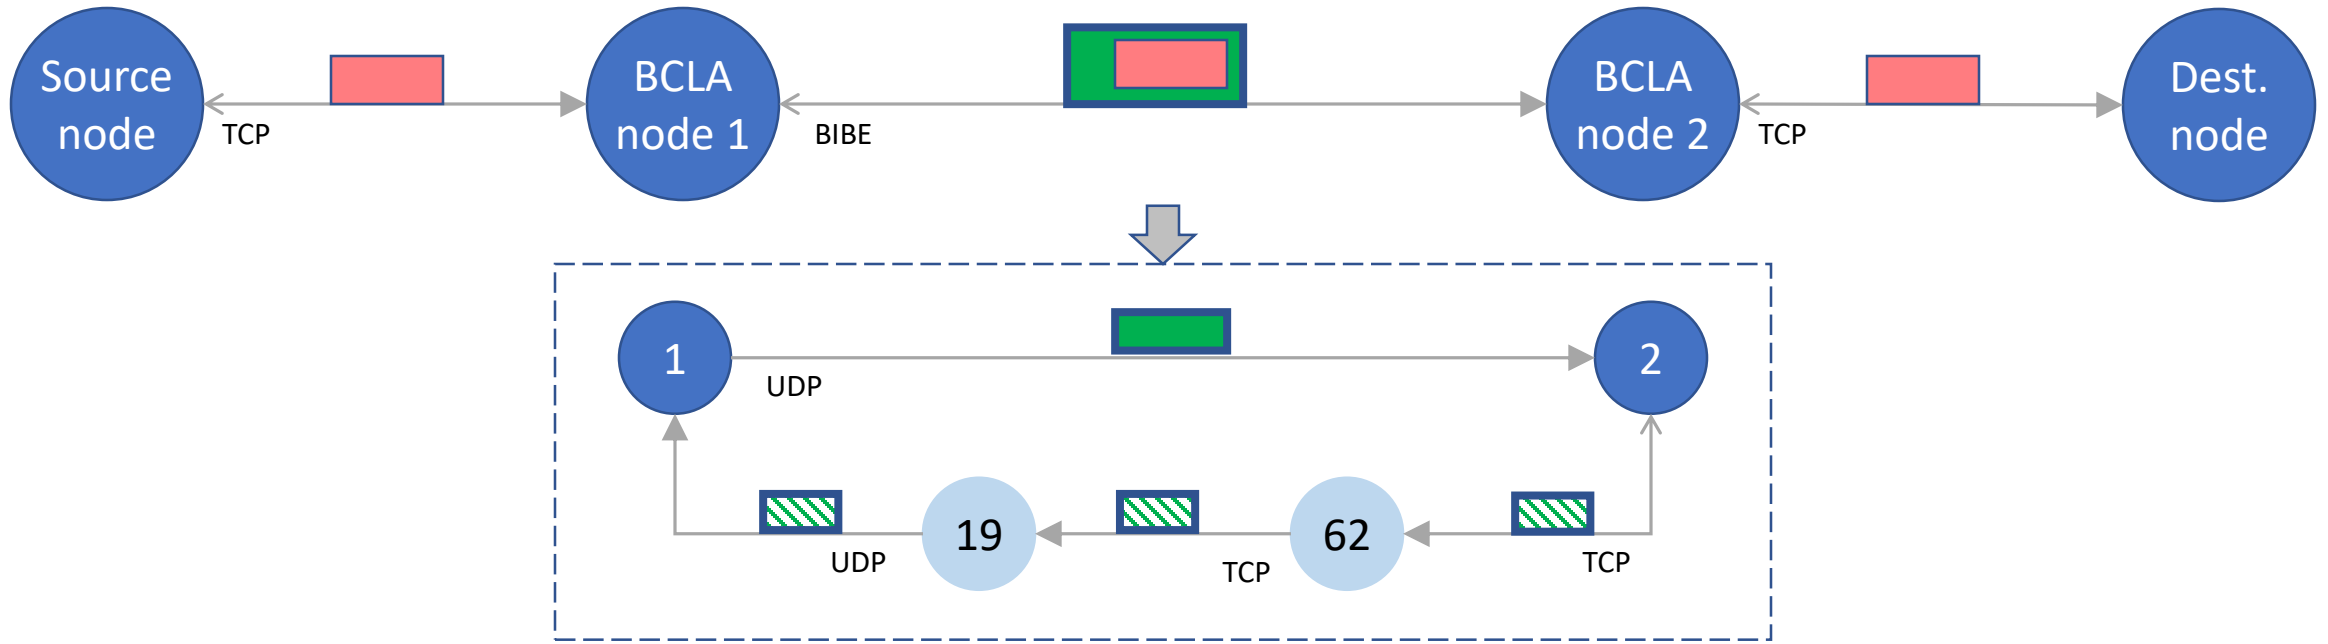 Source
node
TCP
BCLA
node 1
BIBE
BCLA
node 2
TCP
Dest.
node
1
UDP
2
UDP
19
TCP
62
TCP